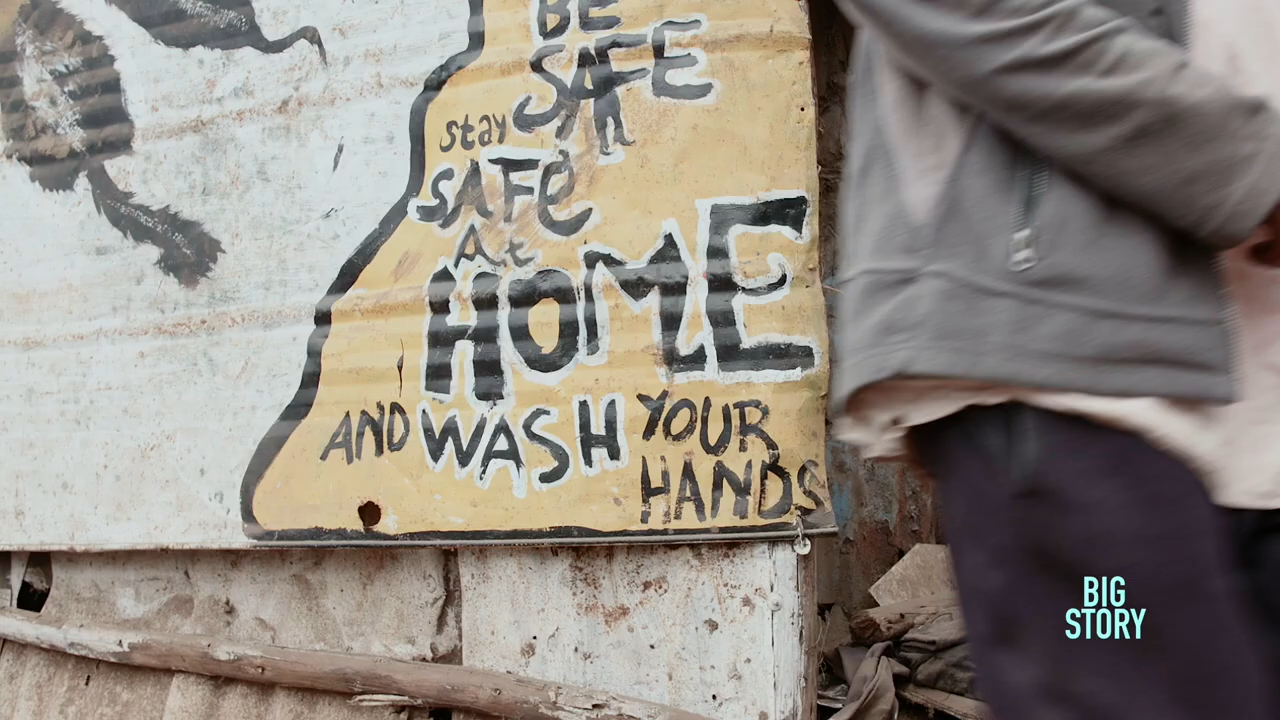 BE
SAFE
stay
SAFe
At
HOME
AND WASH YOUR
HANDS
BIG
STORY